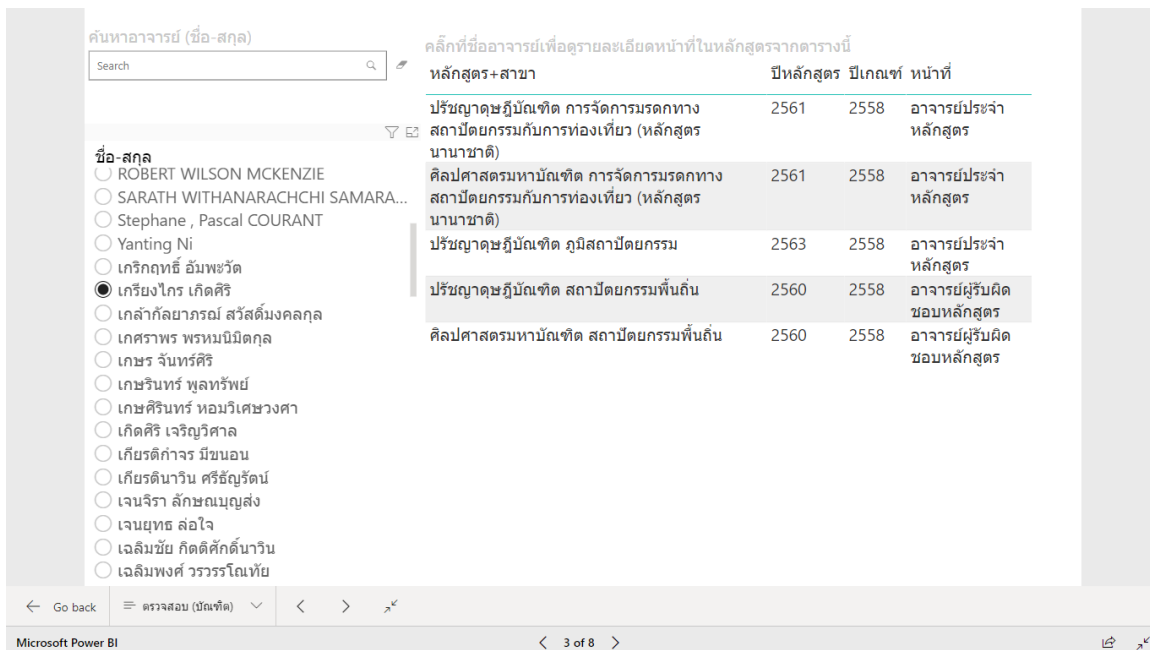 ค้นหาอาจารย์ (ชื่อ-สกุล)
Search
ชื่อ-สกุล
ROBERT WILSON MCKENZIE
SARATH WITHANARACHCHI SAMARA...
Stephane , Pascal COURANT
Yanting Ni
เกริกฤทธิ์ อัมพะวัต
เกรียงไกร เกิดศิริ
เกล้ากัลยาภรณ์ สวัสดิ์มงคลกุล
เกศราพร พรหมนิมิตกุล
เกษร จันทร์ศิริ
เกษรินทร์ พูลทรัพย์
เกษศิรินทร์ หอมวิเศษวงศา
เกิดศิริ เจริญวิศาล
เกียรติกำจร มีขนอน
เกียรตินาวิน ศรีธัญรัตน์
เจนจิรา ลักษณบุญส่ง
เจนยุทธ ล่อใจ
เฉลิมชัย กิตติศักดิ์นาวิน
เฉลิมพงศ์ วรวรรโณทัย
คลิ๊กที่ชื่ออาจารย์เพื่อดูรายละเอียดหน้าที่ในหลักสูตรจากตารางนี้
หลักสูตร+สาขา ปีหลักสูตร ปีเกณฑ์ หน้าที่
ปรัชญาดุษฎีบัณฑิต การจัดการมรดกทาง 2561 2558 อาจารย์ประจำ
สถาปัตยกรรมกับการท่องเที่ยว (หลักสูตร หลักสูตร
นานาชาติ)
ศิลปศาสตรมหาบัณฑิต การจัดการมรดกทาง 2561 2558 อาจารย์ประจำ
สถาปัตยกรรมกับการท่องเที่ยว (หลักสูตร หลักสูตร
นานาชาติ)
ปรัชญาดุษฎีบัณฑิต ภูมิสถาปัตยกรรม 2563 2558 อาจารย์ประจำ
หลักสูตร
ปรัชญาดุษฎีบัณฑิต สถาปัตยกรรมพื้นถิ่น 2560 2558 อาจารย์ผู้รับผิด
ชอบหลักสูตร
ศิลปศาสตรมหาบัณฑิต สถาปัตยกรรมพื้นถิ่น 2560 2558 อาจารย์ผู้รับผิด
ชอบหลักสูตร
Go back ตรวจสอบ (บัณฑิต)
Microsoft Power BI 3 of 8